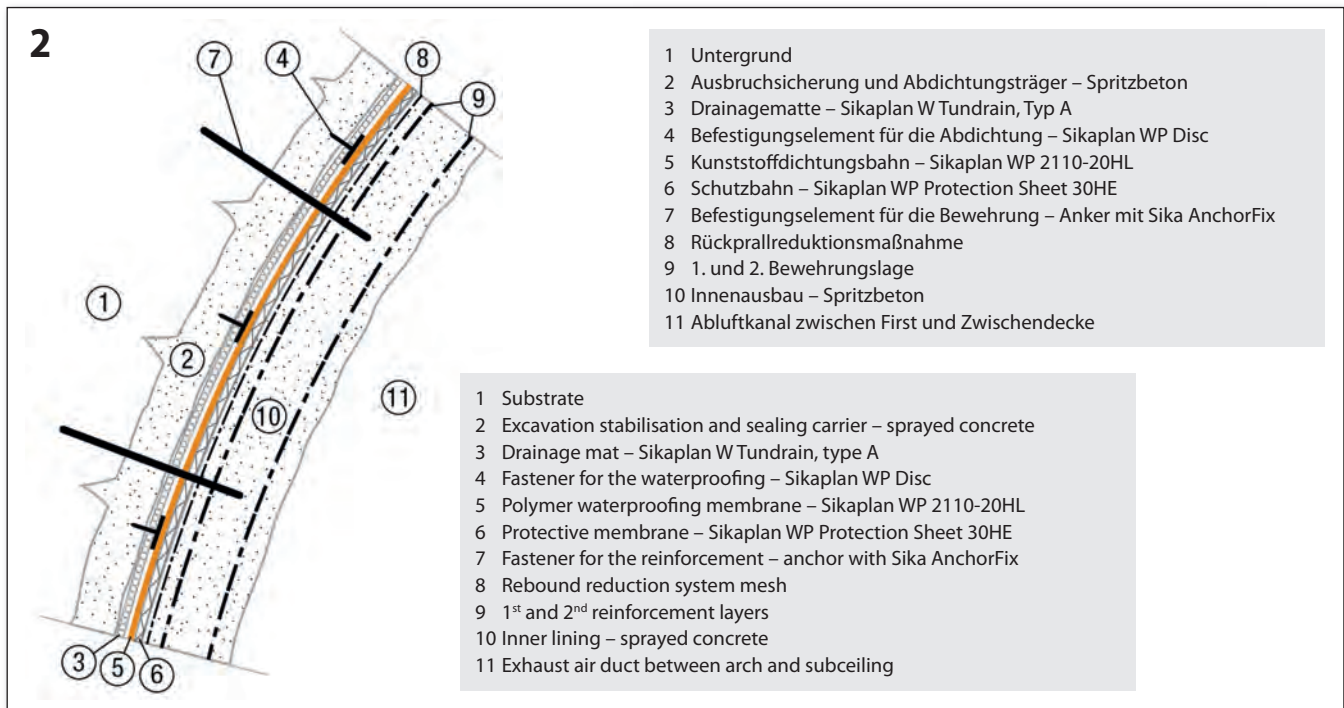 2
7
4
8
9
1
2
10
11
3
5
6
1 Untergrund
2 Ausbruchsicherung und Abdichtungsträger – Spritzbeton
3 Drainagematte – Sikaplan W Tundrain, Typ A
4 Befestigungselement für die Abdichtung – Sikaplan WP Disc
5 Kunststoffdichtungsbahn – Sikaplan WP 2110-20HL
6 Schutzbahn – Sikaplan WP Protection Sheet 30HE
7 Befestigungselement für die Bewehrung – Anker mit Sika AnchorFix
8 Rückprallreduktionsmaßnahme
9 1. und 2. Bewehrungslage
10 Innenausbau – Spritzbeton
11 Abluftkanal zwischen First und Zwischendecke
1 Substrate
2 Excavation stabilisation and sealing carrier – sprayed concrete
3 Drainage mat – Sikaplan W Tundrain, type A
4 Fastener for the waterproofing – Sikaplan WP Disc
5 Polymer waterproofing membrane – Sikaplan WP 2110-20HL
6 Protective membrane – Sikaplan WP Protection Sheet 30HE
7 Fastener for the reinforcement – anchor with Sika AnchorFix
8 Rebound reduction system mesh
9 1st and 2nd reinforcement layers
10 Inner lining – sprayed concrete
11 Exhaust air duct between arch and subceiling